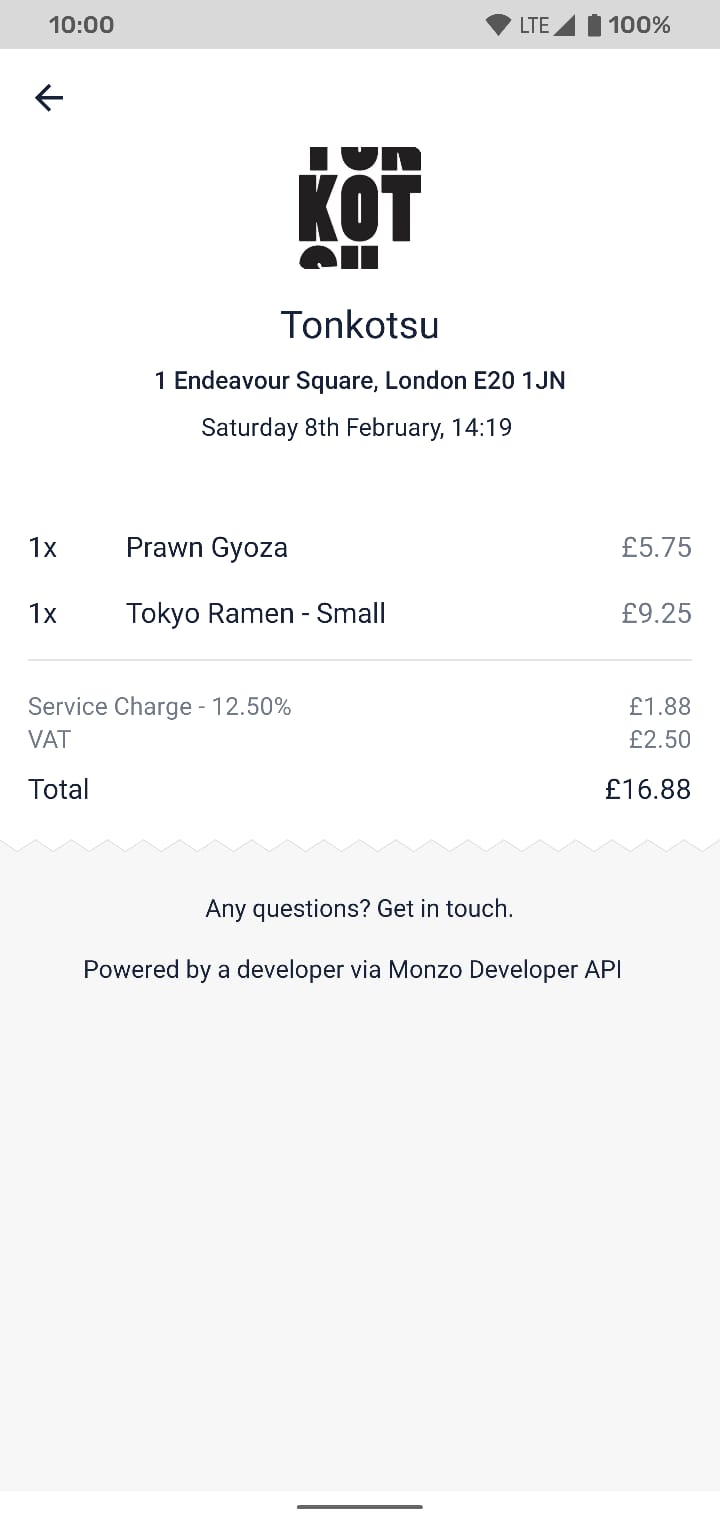 10:00 LTE 100%
TON
KOT
SU
Tonkotsu
1 Endeavour Square, London E20 1JN
Saturday 8th February, 14:19
1x Prawn Gyoza £5.75
1x Tokyo Ramen - Small £9.25
Service Charge - 12.50% £1.88
VAT £2.50
Total £16.88
Any questions? Get in touch.
Powered by a developer via Monzo Developer API